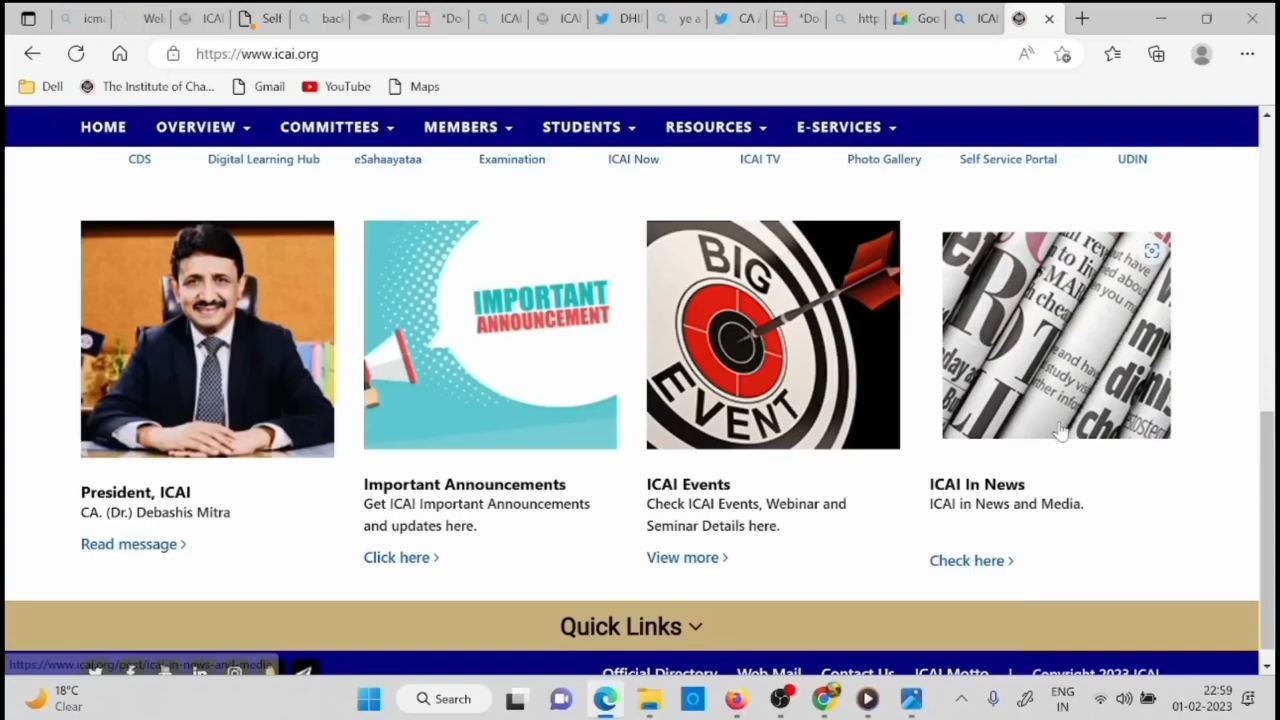 icm
Wel
ICAI
Self
bacl
Rem
*Do
ICAI
ICAI
DHI
ye a
CA /
*Do
http
Goo
ICAI
https://www.icai.org
Dell
The Institute of Cha...
Gmail
YouTube
Maps
HOME OVERVIEW COMMITTEES MEMBERS STUDENTS RESOURCES E-SERVICES
CDS Digital Learning Hub eSahaayataa Examination ICAI Now ICAI TV Photo Gallery Self Service Portal UDIN
IMPORTANT
ANNOUNCEMENT
BIG
EVENT
President, ICAI
CA. (Dr.) Debashis Mitra
Read message >
Important Announcements
Get ICAI Important Announcements
and updates here.
Click here >
ICAI Events
Check ICAI Events, Webinar and
Seminar Details here.
View more >
ICAI In News
ICAI in News and Media.
Check here >
Quick Links
https://www.icai.org/post/icai-in-news-and-media
Official Directory Web Mail Contact Us ICAI Motto | Copyright 2023 ICAI
18°C
Clear
Search
ENG
IN
22:59
01-02-2023